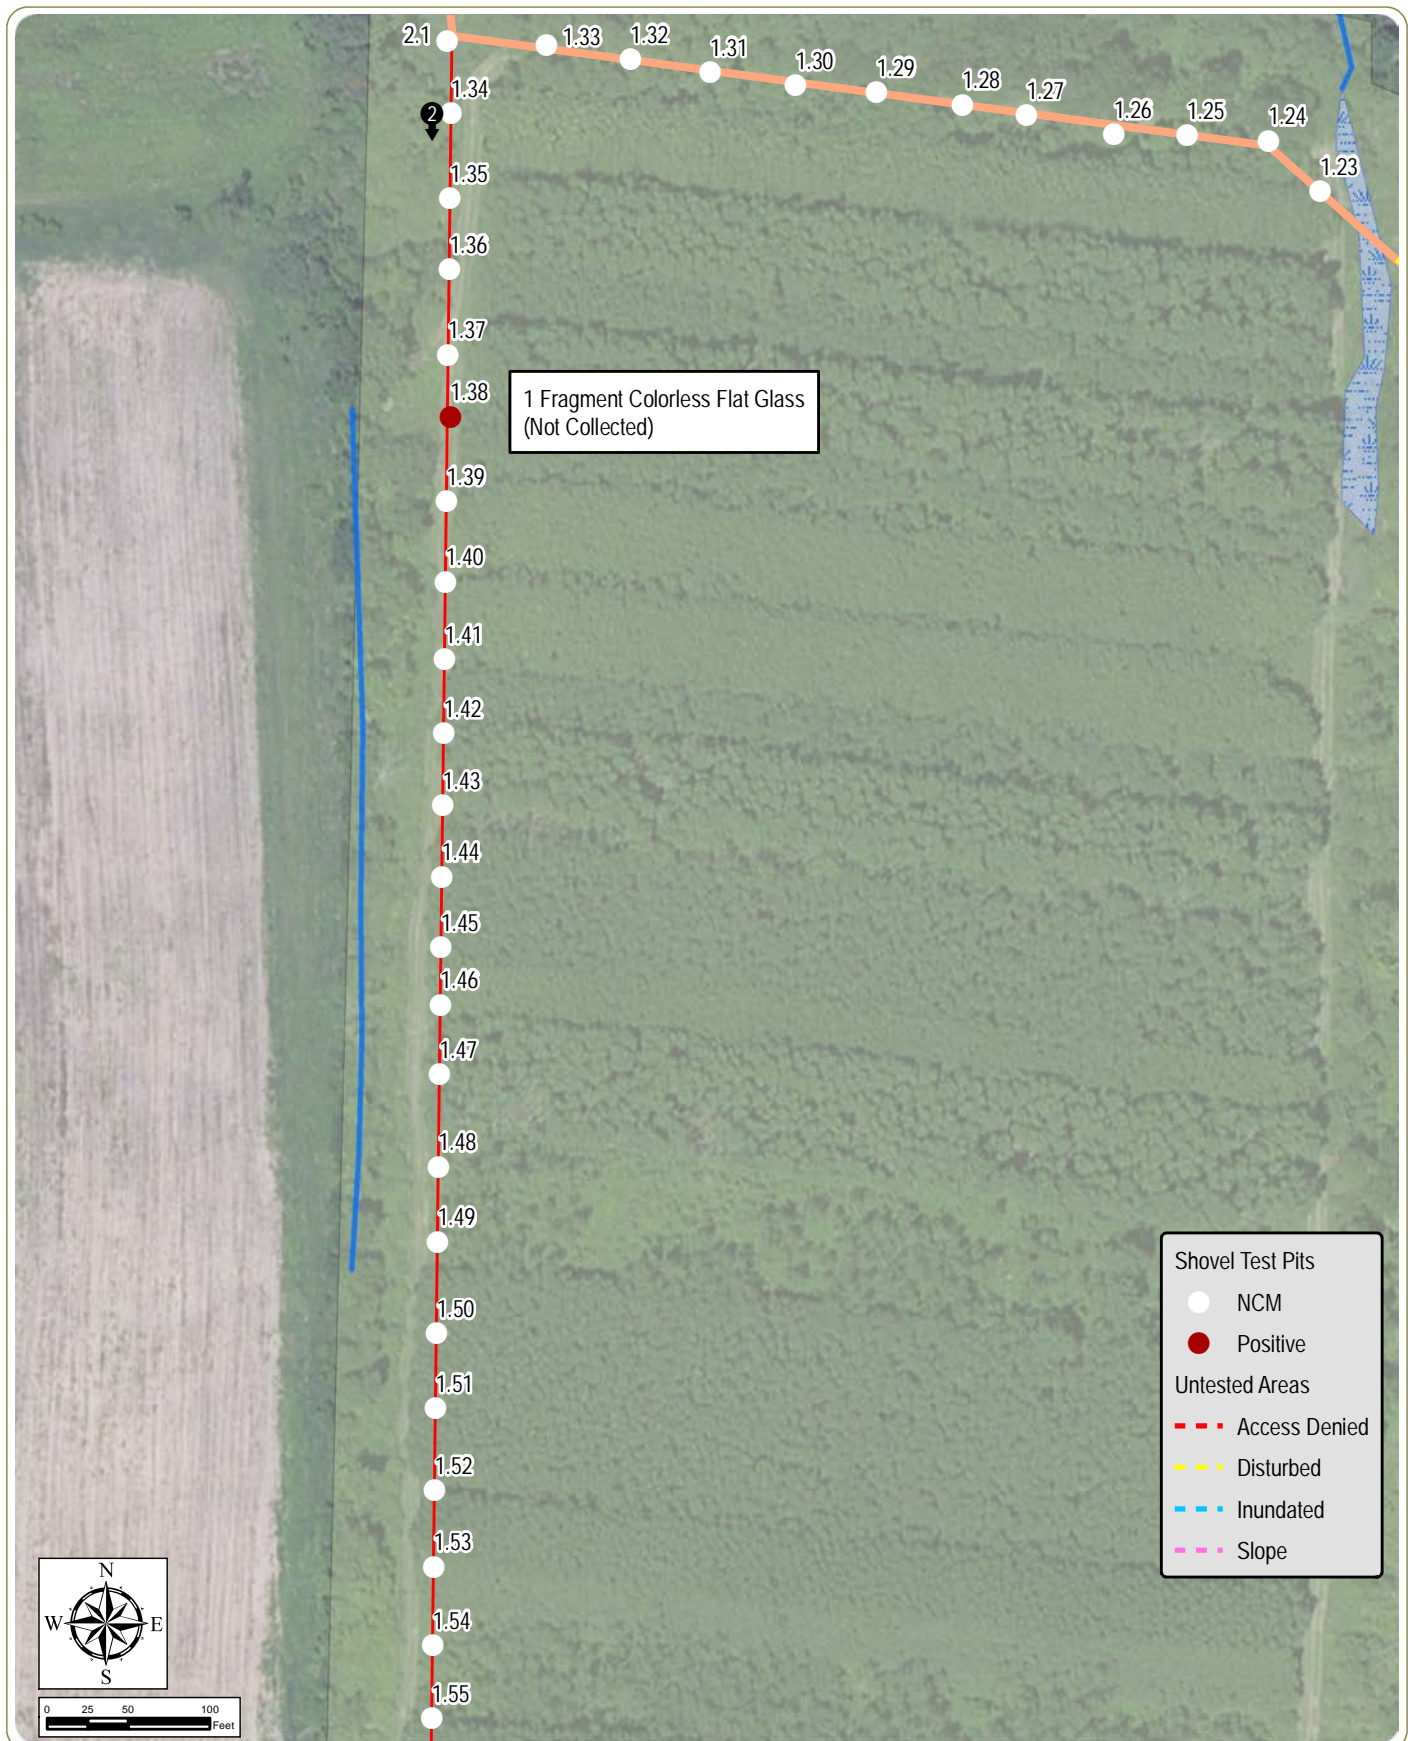 2.1
1.33
1.32
1.31
1.30
1.29
1.28
1.27
1.26
1.25
1.24
1.23
1.34
2
1.35
1.36
1.37
1.38
1 Fragment Colorless Flat Glass
(Not Collected)
1.39
1.40
1.41
1.42
1.43
1.44
1.45
1.46
1.47
1.48
1.49
1.50
1.51
1.52
1.53
1.54
1.55
Shovel Test Pits
NCM
Positive
Untested Areas
Access Denied
Disturbed
Inundated
Slope
N
W E
S
0 25 50 100
Feet